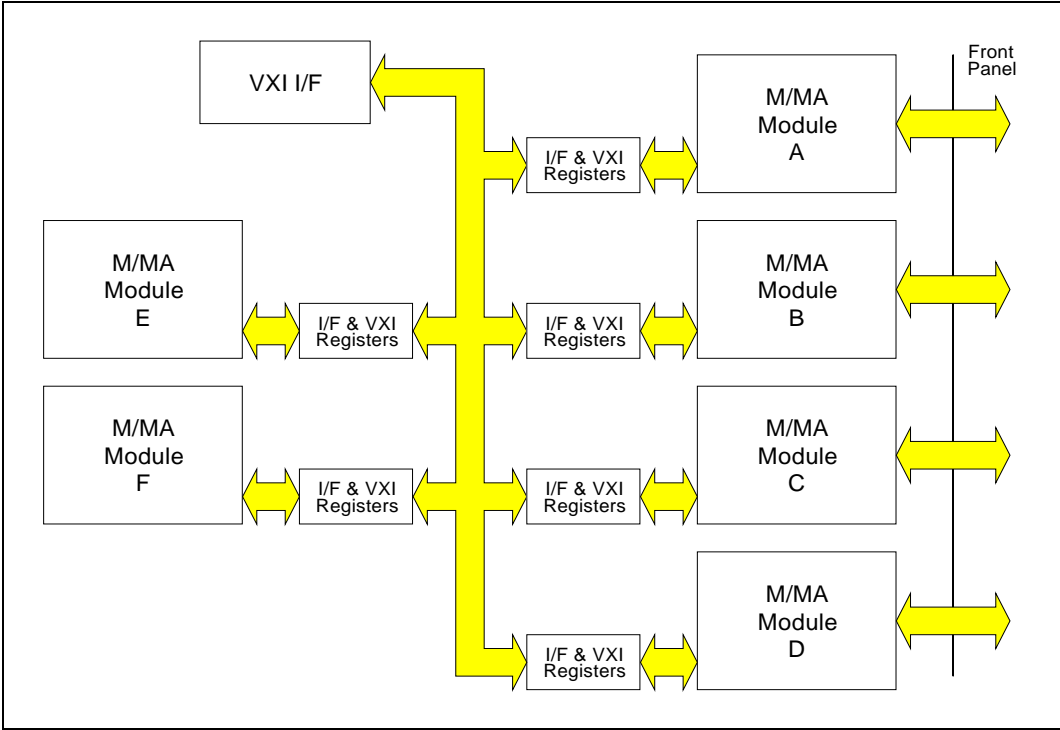 VXI I/F
Front
Panel
M/MA
Module
A
I/F & VXI
Registers
M/MA
Module
E
I/F & VXI
Registers
I/F & VXI
Registers
M/MA
Module
B
M/MA
Module
F
I/F & VXI
Registers
I/F & VXI
Registers
M/MA
Module
C
I/F & VXI
Registers
M/MA
Module
D